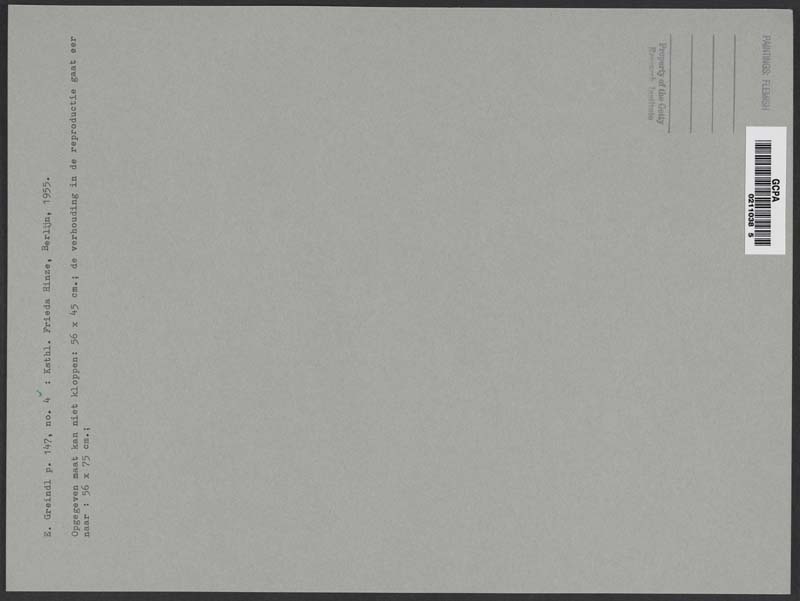 E. Greindl p. 147, no. 4 : Kathl. Frieda Hinze, Berlijn, 1955.
Opgegeven maat kan niet kloppen: 56 x 45 cm.; de verhouding in de reproductie gaat eer
naar : 56 x 75 cm.;
Property of the Getty
Research Institute
PAINTINGS: FLEMISH
GCPA
0211038 5